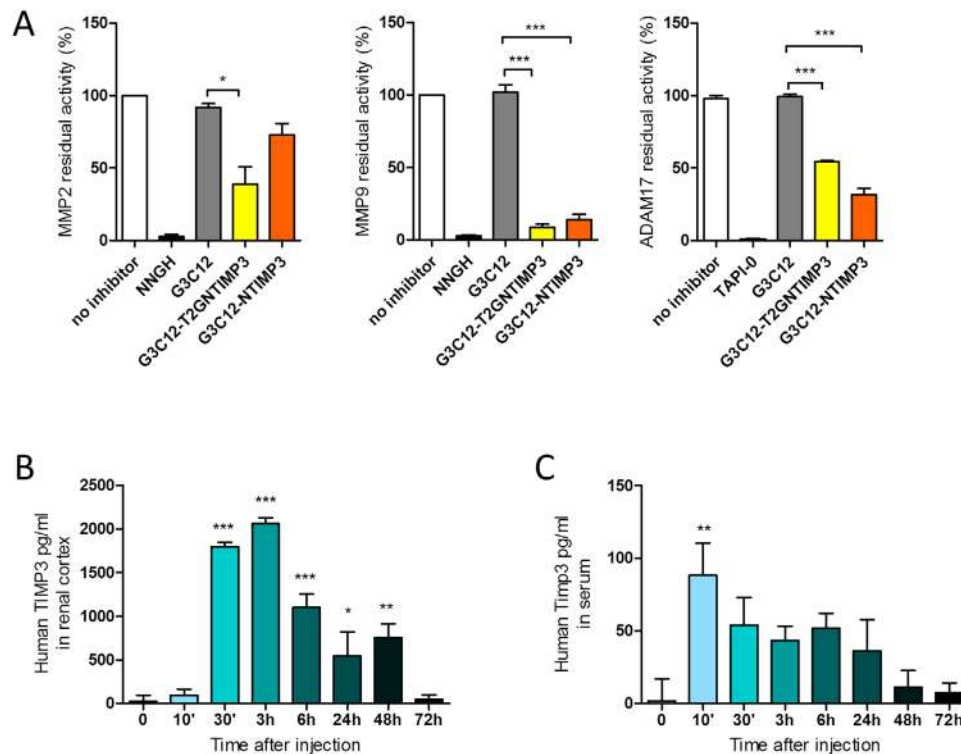 A
MMP2 residual activity (%)
150
100
50
0
*
no inhibitor
NNGH
G3C12
G3C12-T2GNTIMP3
G3C12-NTIMP3
MMP9 residual activity (%)
150
100
50
0
***
***
no inhibitor
NNGH
G3C12
G3C12-T2GNTIMP3
G3C12-NTIMP3
ADAM17 residual activity (%)
150
100
50
0
***
***
no inhibitor
TAPI-0
G3C12
G3C12-T2GNTIMP3
G3C12-NTIMP3
B
Human TIMP3 pg/ml
in renal cortex
2500
2000
1500
1000
500
0
*** *** *** * **
0 10' 30' 3h 6h 24h 48h 72h
Time after injection
C
Human Timp3 pg/ml
in serum
150
100
50
0
**
0 10' 30' 3h 6h 24h 48h 72h
Time after injection